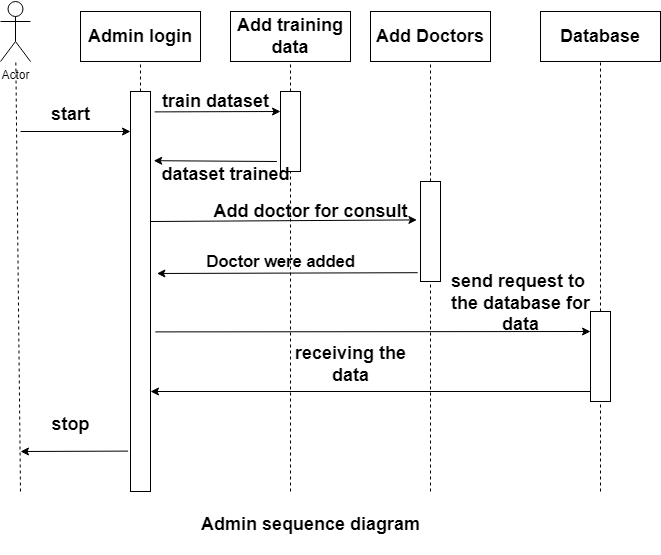 Actor
Admin login
Add training
data
Add Doctors
Database
start
train dataset
dataset trained
Add doctor for consult
Doctor were added
send request to
the database for
data
receiving the
data
stop
Admin sequence diagram